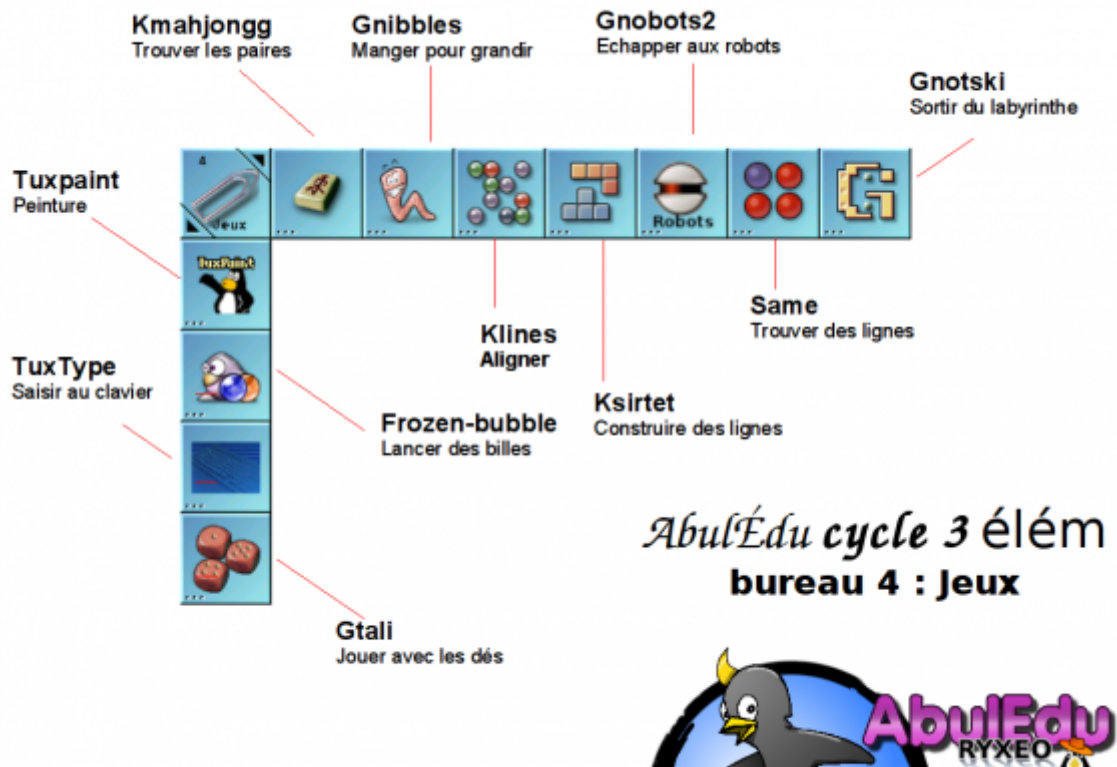 Kmahjongg
Trouver les paires
Gnibbles
Manger pour grandir
Gnobots2
Echapper aux robots
Gnotski
Sortir du labyrinthe
Tuxpaint
Peinture
4
Jeux
Robots
TuxPaint
Same
Trouver des lignes
Klines
Aligner
TuxType
Saisir au clavier
Ksirtet
Construire des lignes
Frozen-bubble
Lancer des billes
AbulÉdu cycle 3 élém
bureau 4 : Jeux
Gtali
Jouer avec les dés
AbulEdu
RYXEO